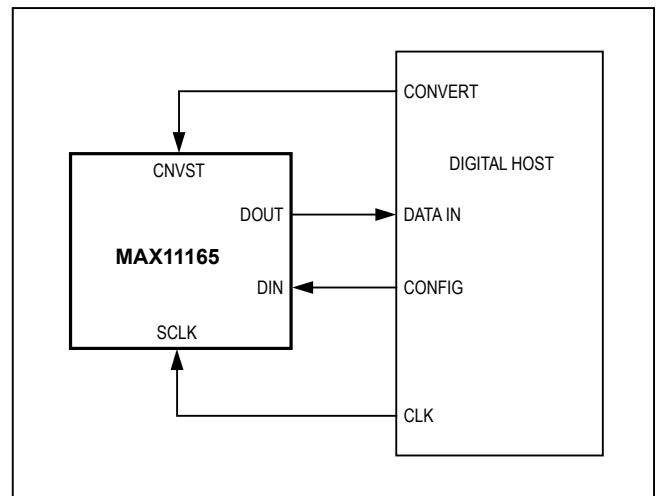 CONVERT
CNVST
DIGITAL HOST
DOUT
DATA IN
MAX11165
DIN
CONFIG
SCLK
CLK